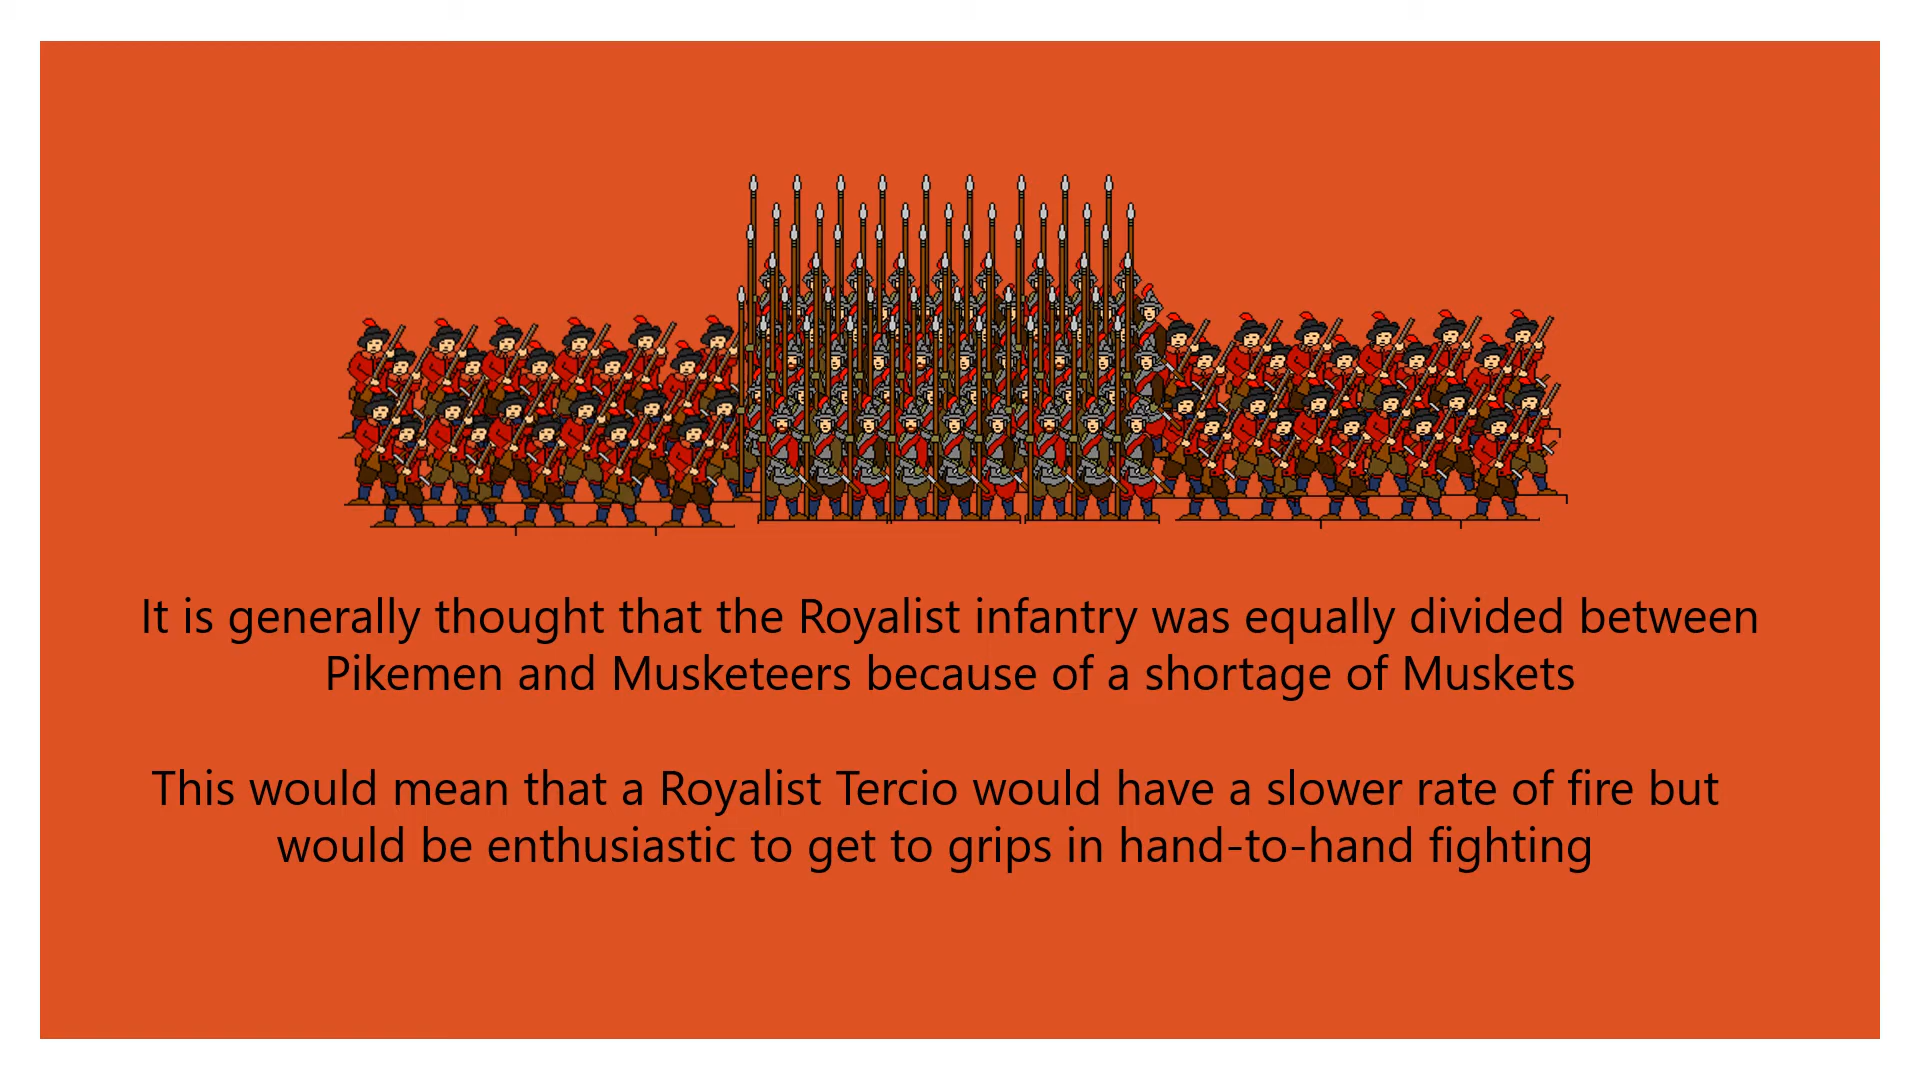 It is generally thought that the Royalist infantry was equally divided between
Pikemen and Musketeers because of a shortage of Muskets
This would mean that a Royalist Tercio would have a slower rate of fire but
would be enthusiastic to get to grips in hand-to-hand fighting